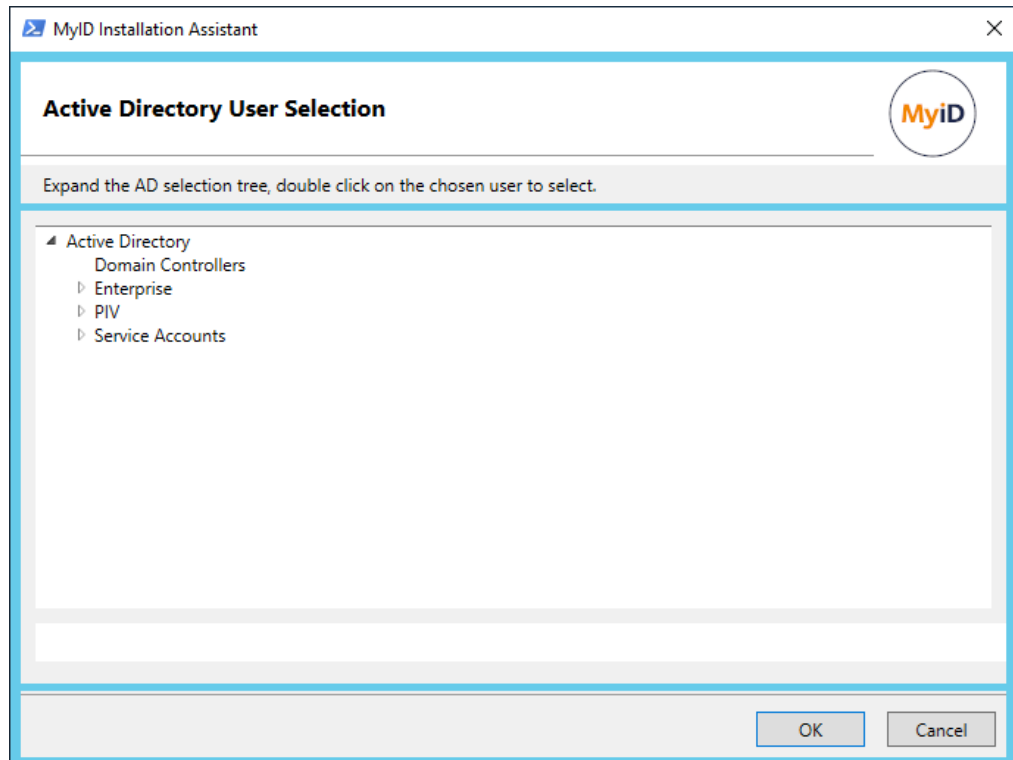 MyID Installation Assistant
Active Directory User Selection
MyiD
Expand the AD selection tree, double click on the chosen user to select.
Active Directory
Domain Controllers
Enterprise
PIV
Service Accounts
OK
Cancel